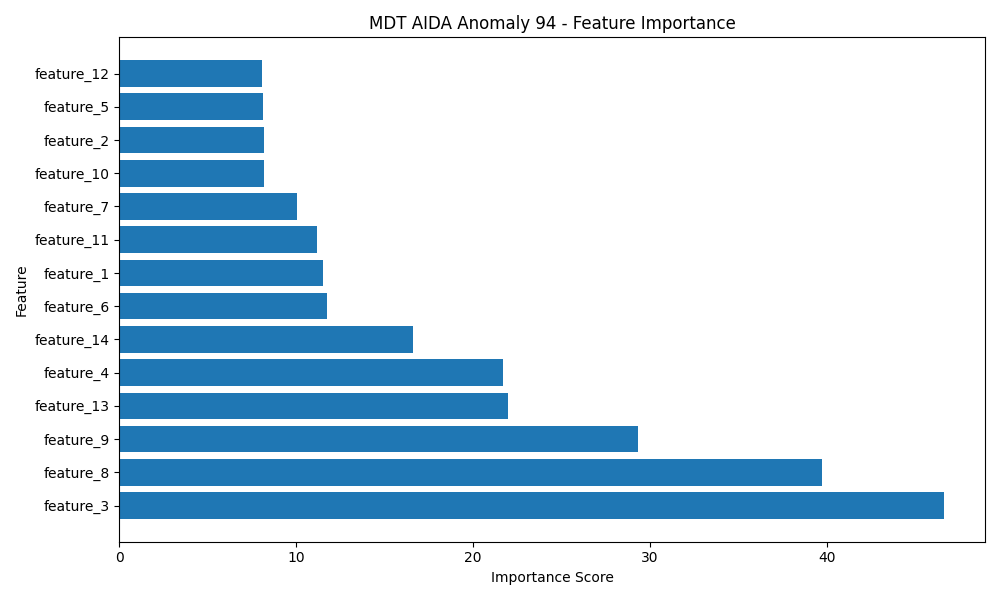 MDT AIDA Anomaly 94 - Feature Importance
feature_12
feature_5
feature_2
feature_10
feature_7
feature_11
feature_1
feature_6
feature_14
feature_4
feature_13
feature_9
feature_8
feature_3
Feature
0 10 20 30 40
Importance Score